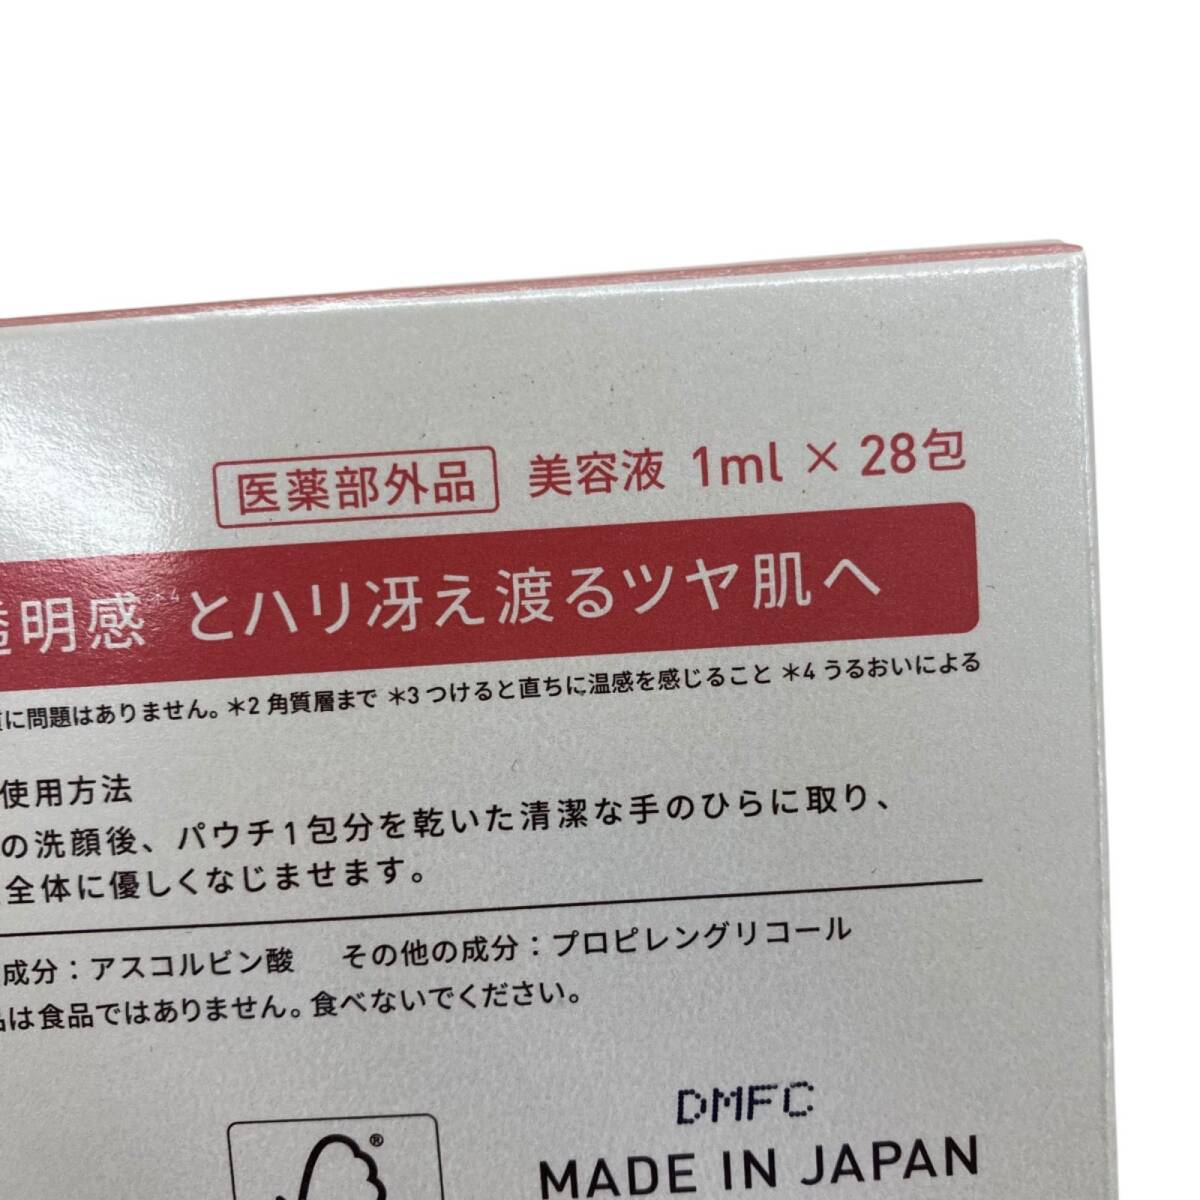 医薬部外品 美容液 1ml × 28包
透明感*4 とハリ冴え渡るツヤ肌へ
に問題はありません。*2 角質層まで *3 つけると直ちに温感を感じること *4 うるおいによる
使用方法
の洗顔後、パウチ1包分を乾いた清潔な手のひらに取り、
全体に優しくなじませます。
成分：アスコルビン酸 その他の成分：プロピレングリコール
品は食品ではありません。食べないでください。
DMFC
®
MADE IN JAPAN